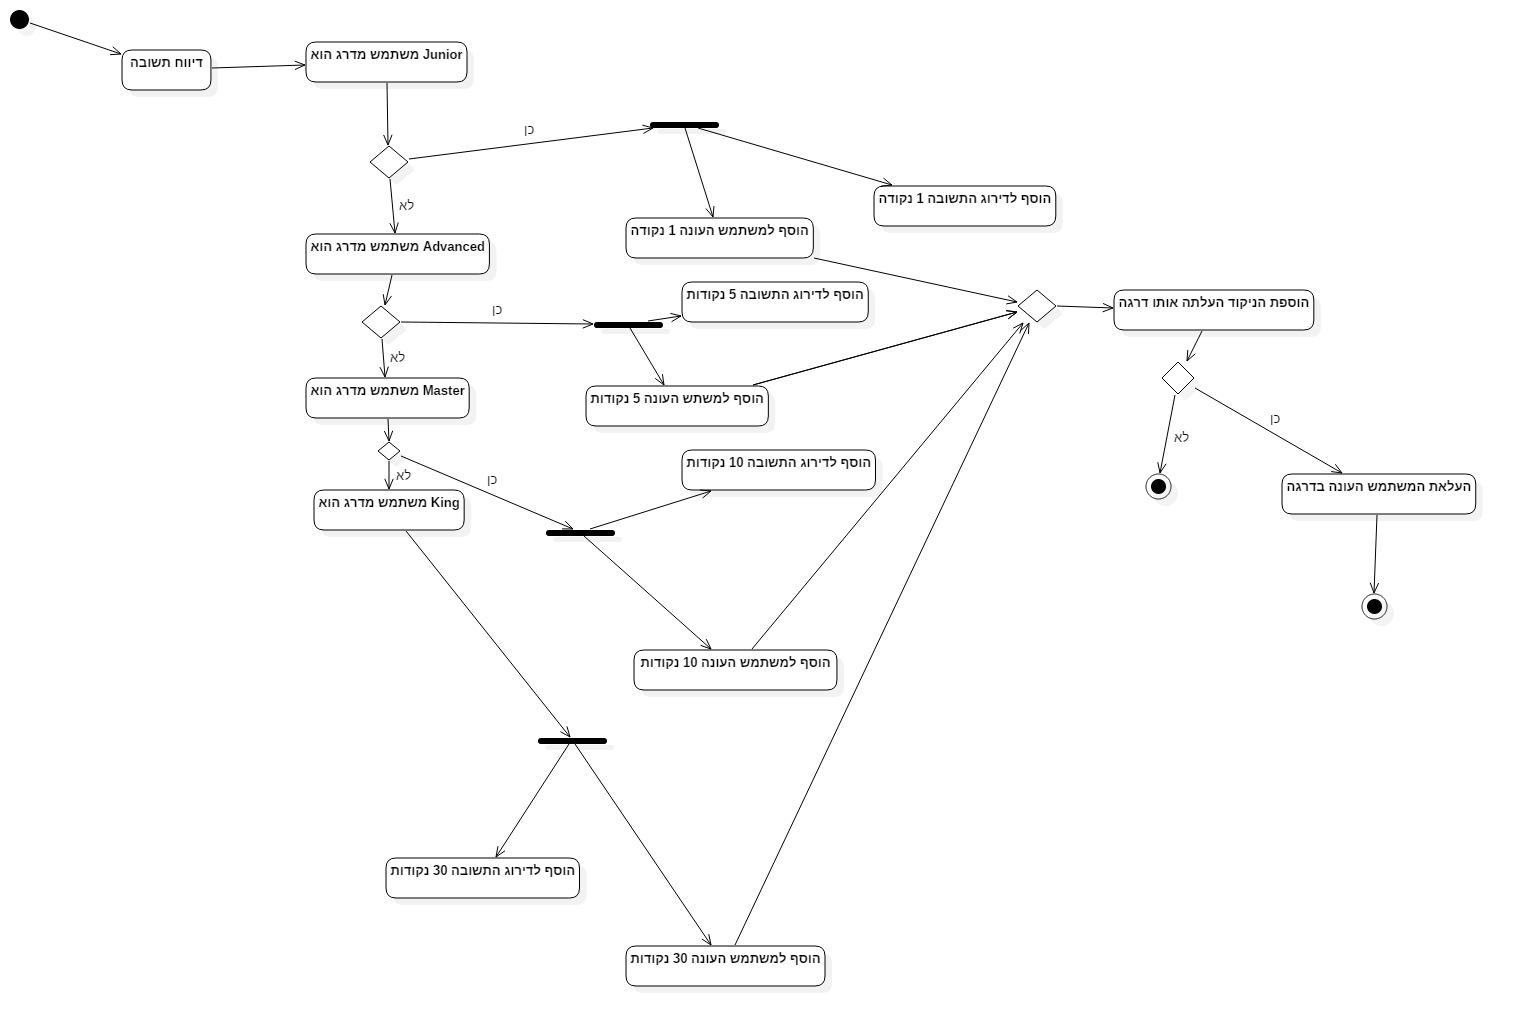 דיווח תשובה
משתמש מדרג הוא Junior
כן
לא
הוסף לדירוג התשובה 1 נקודה
הוסף למשתמש העונה 1 נקודה
משתמש מדרג הוא Advanced
כן
לא
הוסף לדירוג התשובה 5 נקודות
הוספת הניקוד העלתה אותו דרגה
משתמש מדרג הוא Master
הוסף למשתש העונה 5 נקודות
כן
לא
לא
כן
הוסף לדירוג התשובה 10 נקודות
משתמש מדרג הוא King
העלאת המשתמש העונה בדרגה
הוסף למשתמש העונה 10 נקודות
הוסף לדירוג התשובה 30 נקודות
הוסף למשתמש העונה 30 נקודות